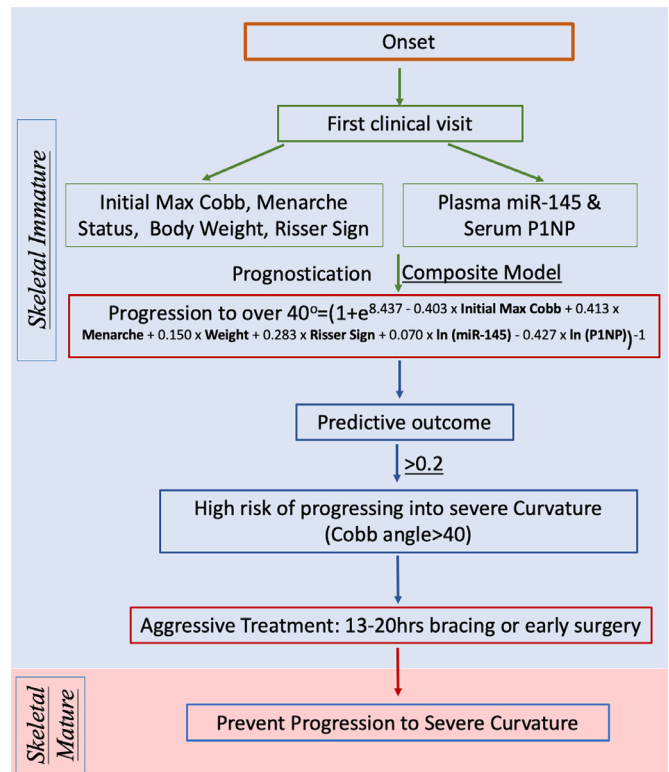 Onset
First clinical visit
Skeletal Immature
Initial Max Cobb, Menarche
Status, Body Weight, Risser Sign
Plasma miR-145 &
Serum P1NP
Prognostication
Composite Model
Progression to over 40º=(1+e8.437 - 0.403 x Initial Max Cobb + 0.413 x
Menarche + 0.150 x Weight + 0.283 x Risser Sign + 0.070 x ln (miR-145) - 0.427 x ln (P1NP))-1
Predictive outcome
>0.2
High risk of progressing into severe Curvature
(Cobb angle>40)
Aggressive Treatment: 13-20hrs bracing or early surgery
Skeletal
Mature
Prevent Progression to Severe Curvature